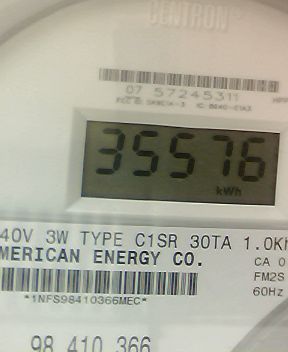 CENTRON
07 57245311
35576
kWh
40V 3W TYPE C1SR 30TA 1.0K
MERICAN ENERGY CO.
CA 0
FM2S
60Hz
*1NFS98410366MEC*
98 410 366